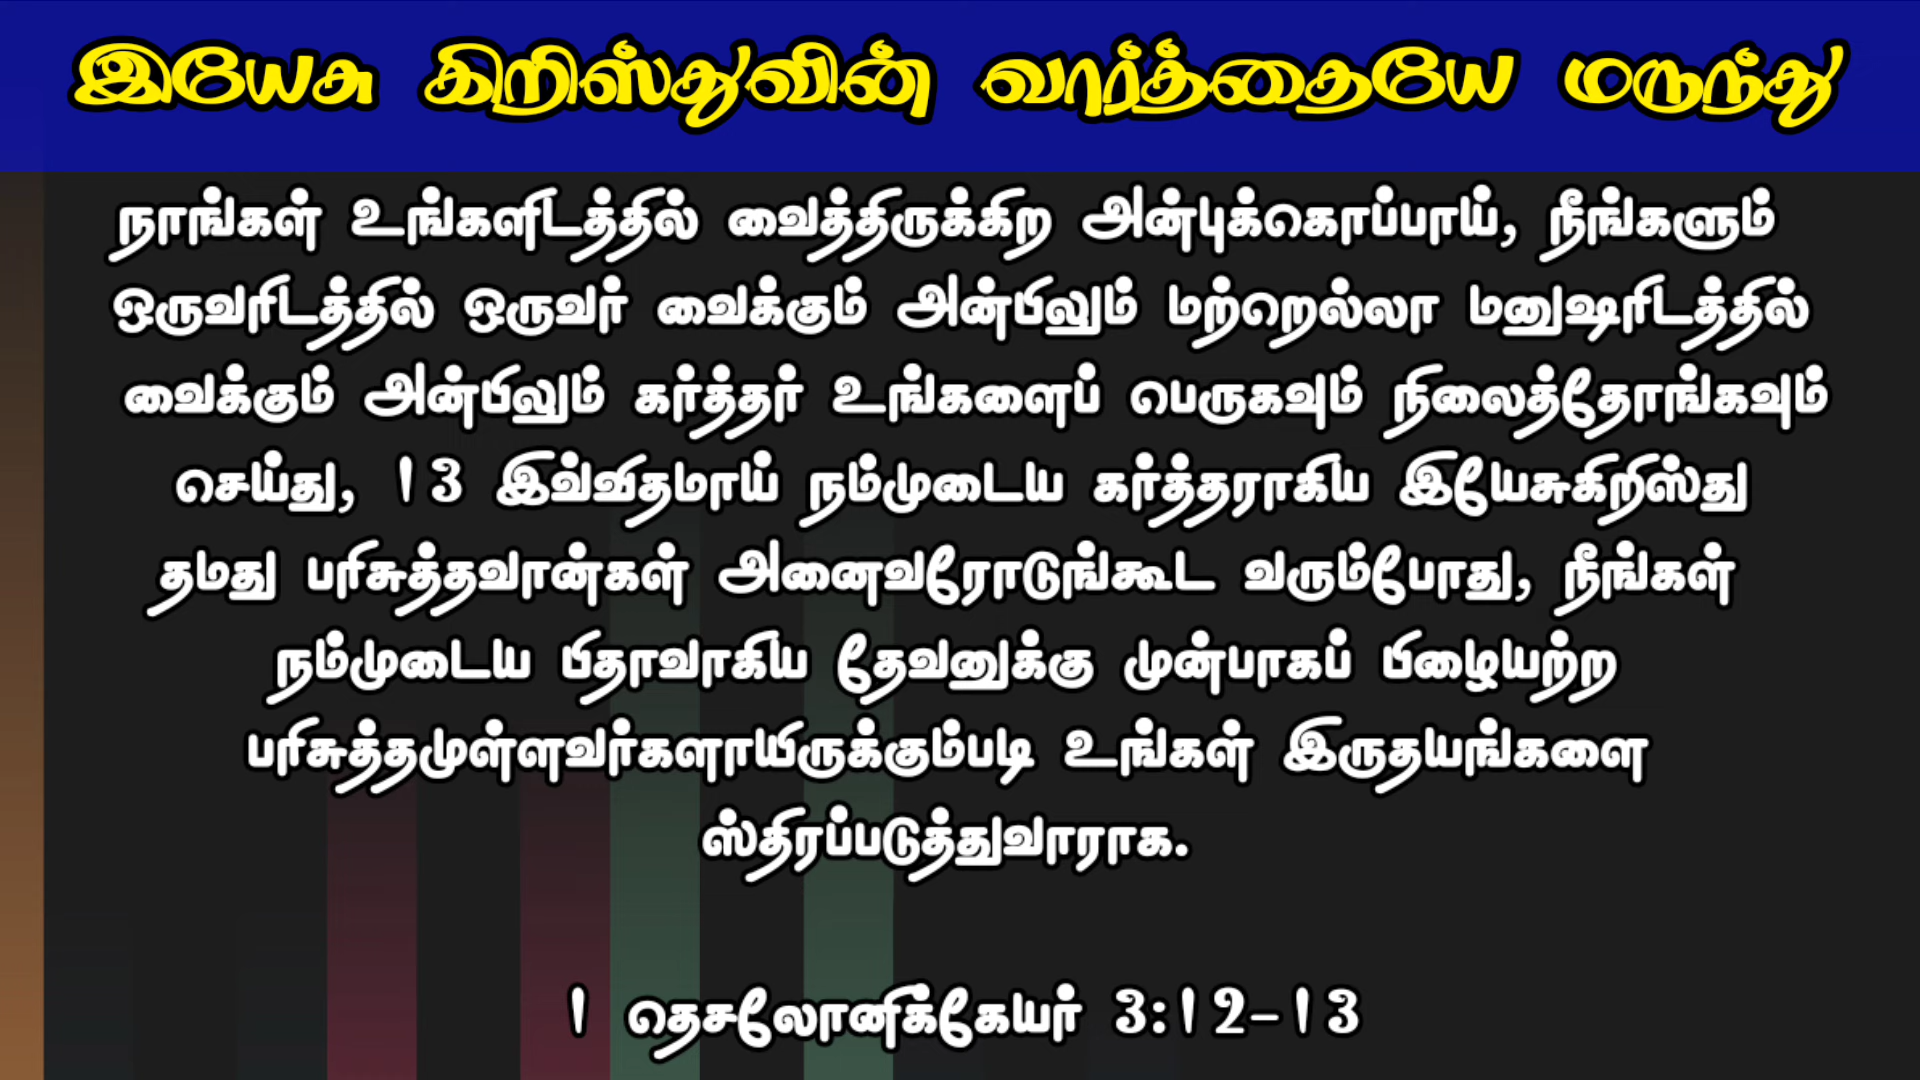 இயேசு கிறிஸ்துவின் வார்த்தையே மருந்து
நாங்கள் உங்களிடத்தில் வைத்திருக்கிற அன்புக்கொப்பாய், நீங்களும்
ஒருவரிடத்தில் ஒருவர் வைக்கும் அன்பிலும் மற்றெல்லா மனுஷரிடத்தில்
வைக்கும் அன்பிலும் கர்த்தர் உங்களைப் பெருகவும் நிலைத்தோங்கவும்
செய்து, 13 இவ்விதமாய் நம்முடைய கர்த்தராகிய இயேசுகிறிஸ்து
தமது பரிசுத்தவான்கள் அனைவரோடுங்கூட வரும்போது, நீங்கள்
நம்முடைய பிதாவாகிய தேவனுக்கு முன்பாகப் பிழையற்ற
பரிசுத்தமுள்ளவர்களாயிருக்கும்படி உங்கள் இருதயங்களை
ஸ்திரப்படுத்துவாராக.
1 தெசலோனிக்கேயர் 3:12-13